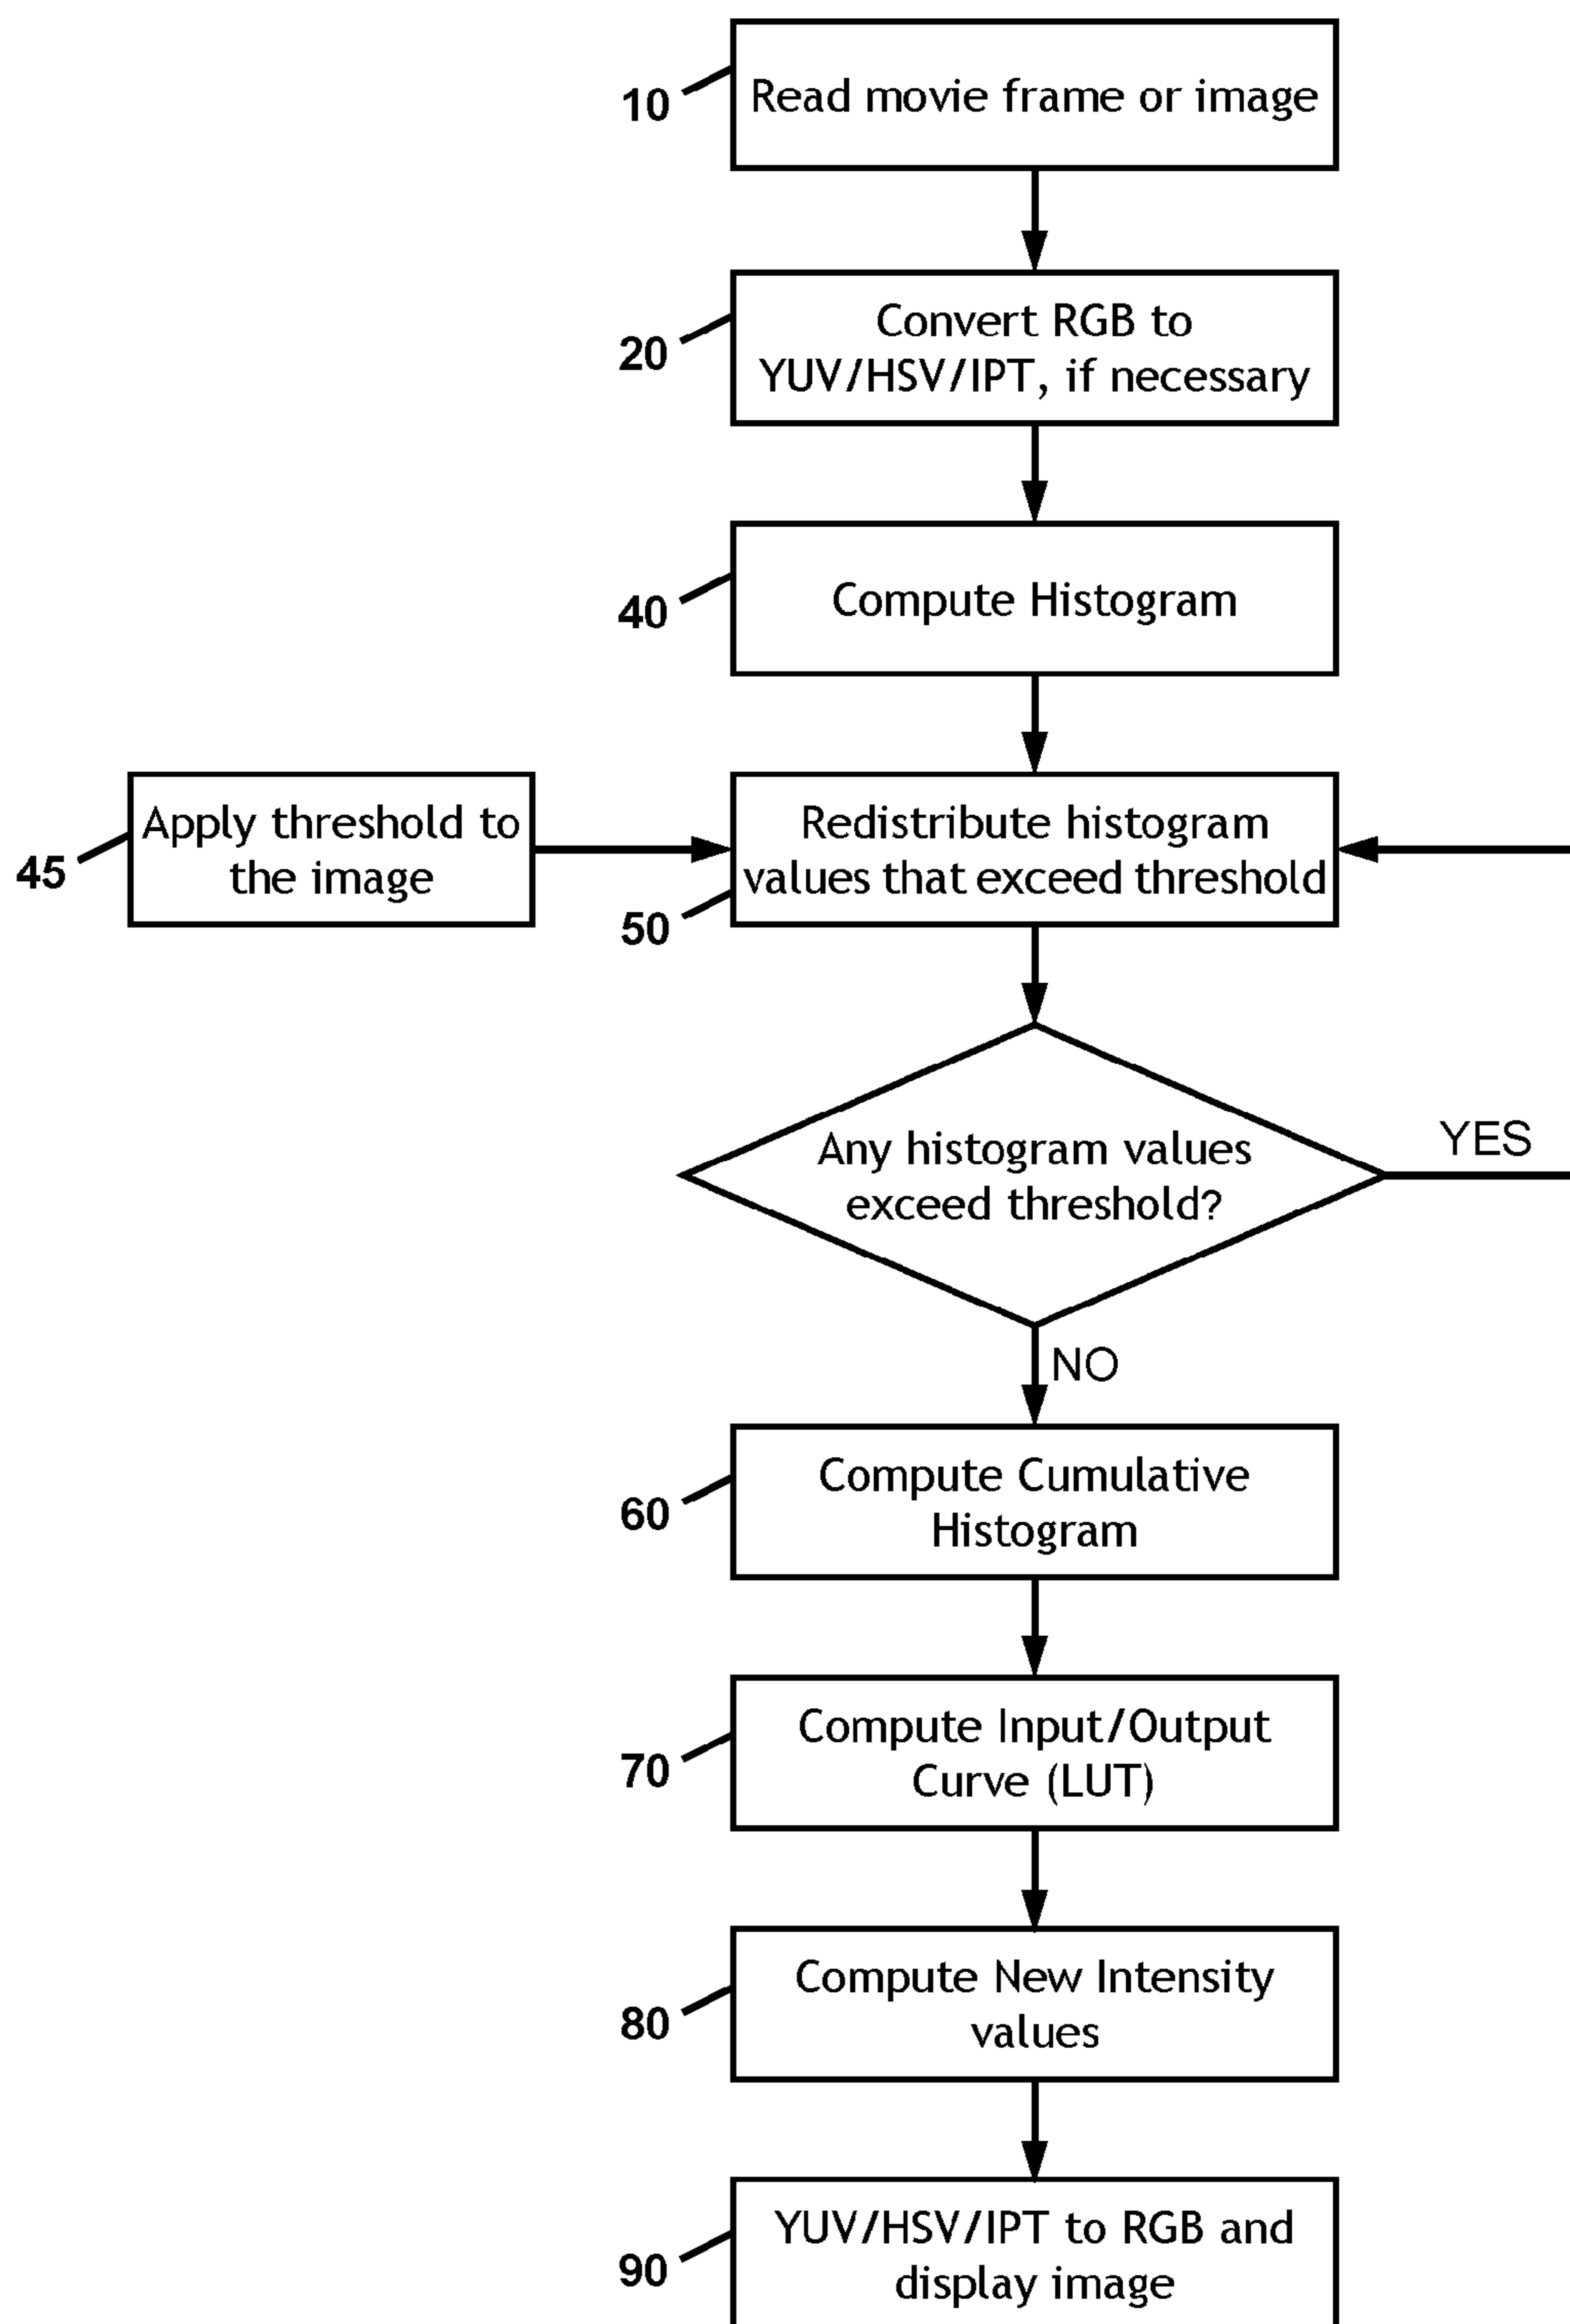 10
Read movie frame or image
20
Convert RGB to
YUV/HSV/IPT, if necessary
40
Compute Histogram
45
Apply threshold to
the image
50
Redistribute histogram
values that exceed threshold
Any histogram values
exceed threshold?
YES
NO
60
Compute Cumulative
Histogram
70
Compute Input/Output
Curve (LUT)
80
Compute New Intensity
values
90
YUV/HSV/IPT to RGB and
display image